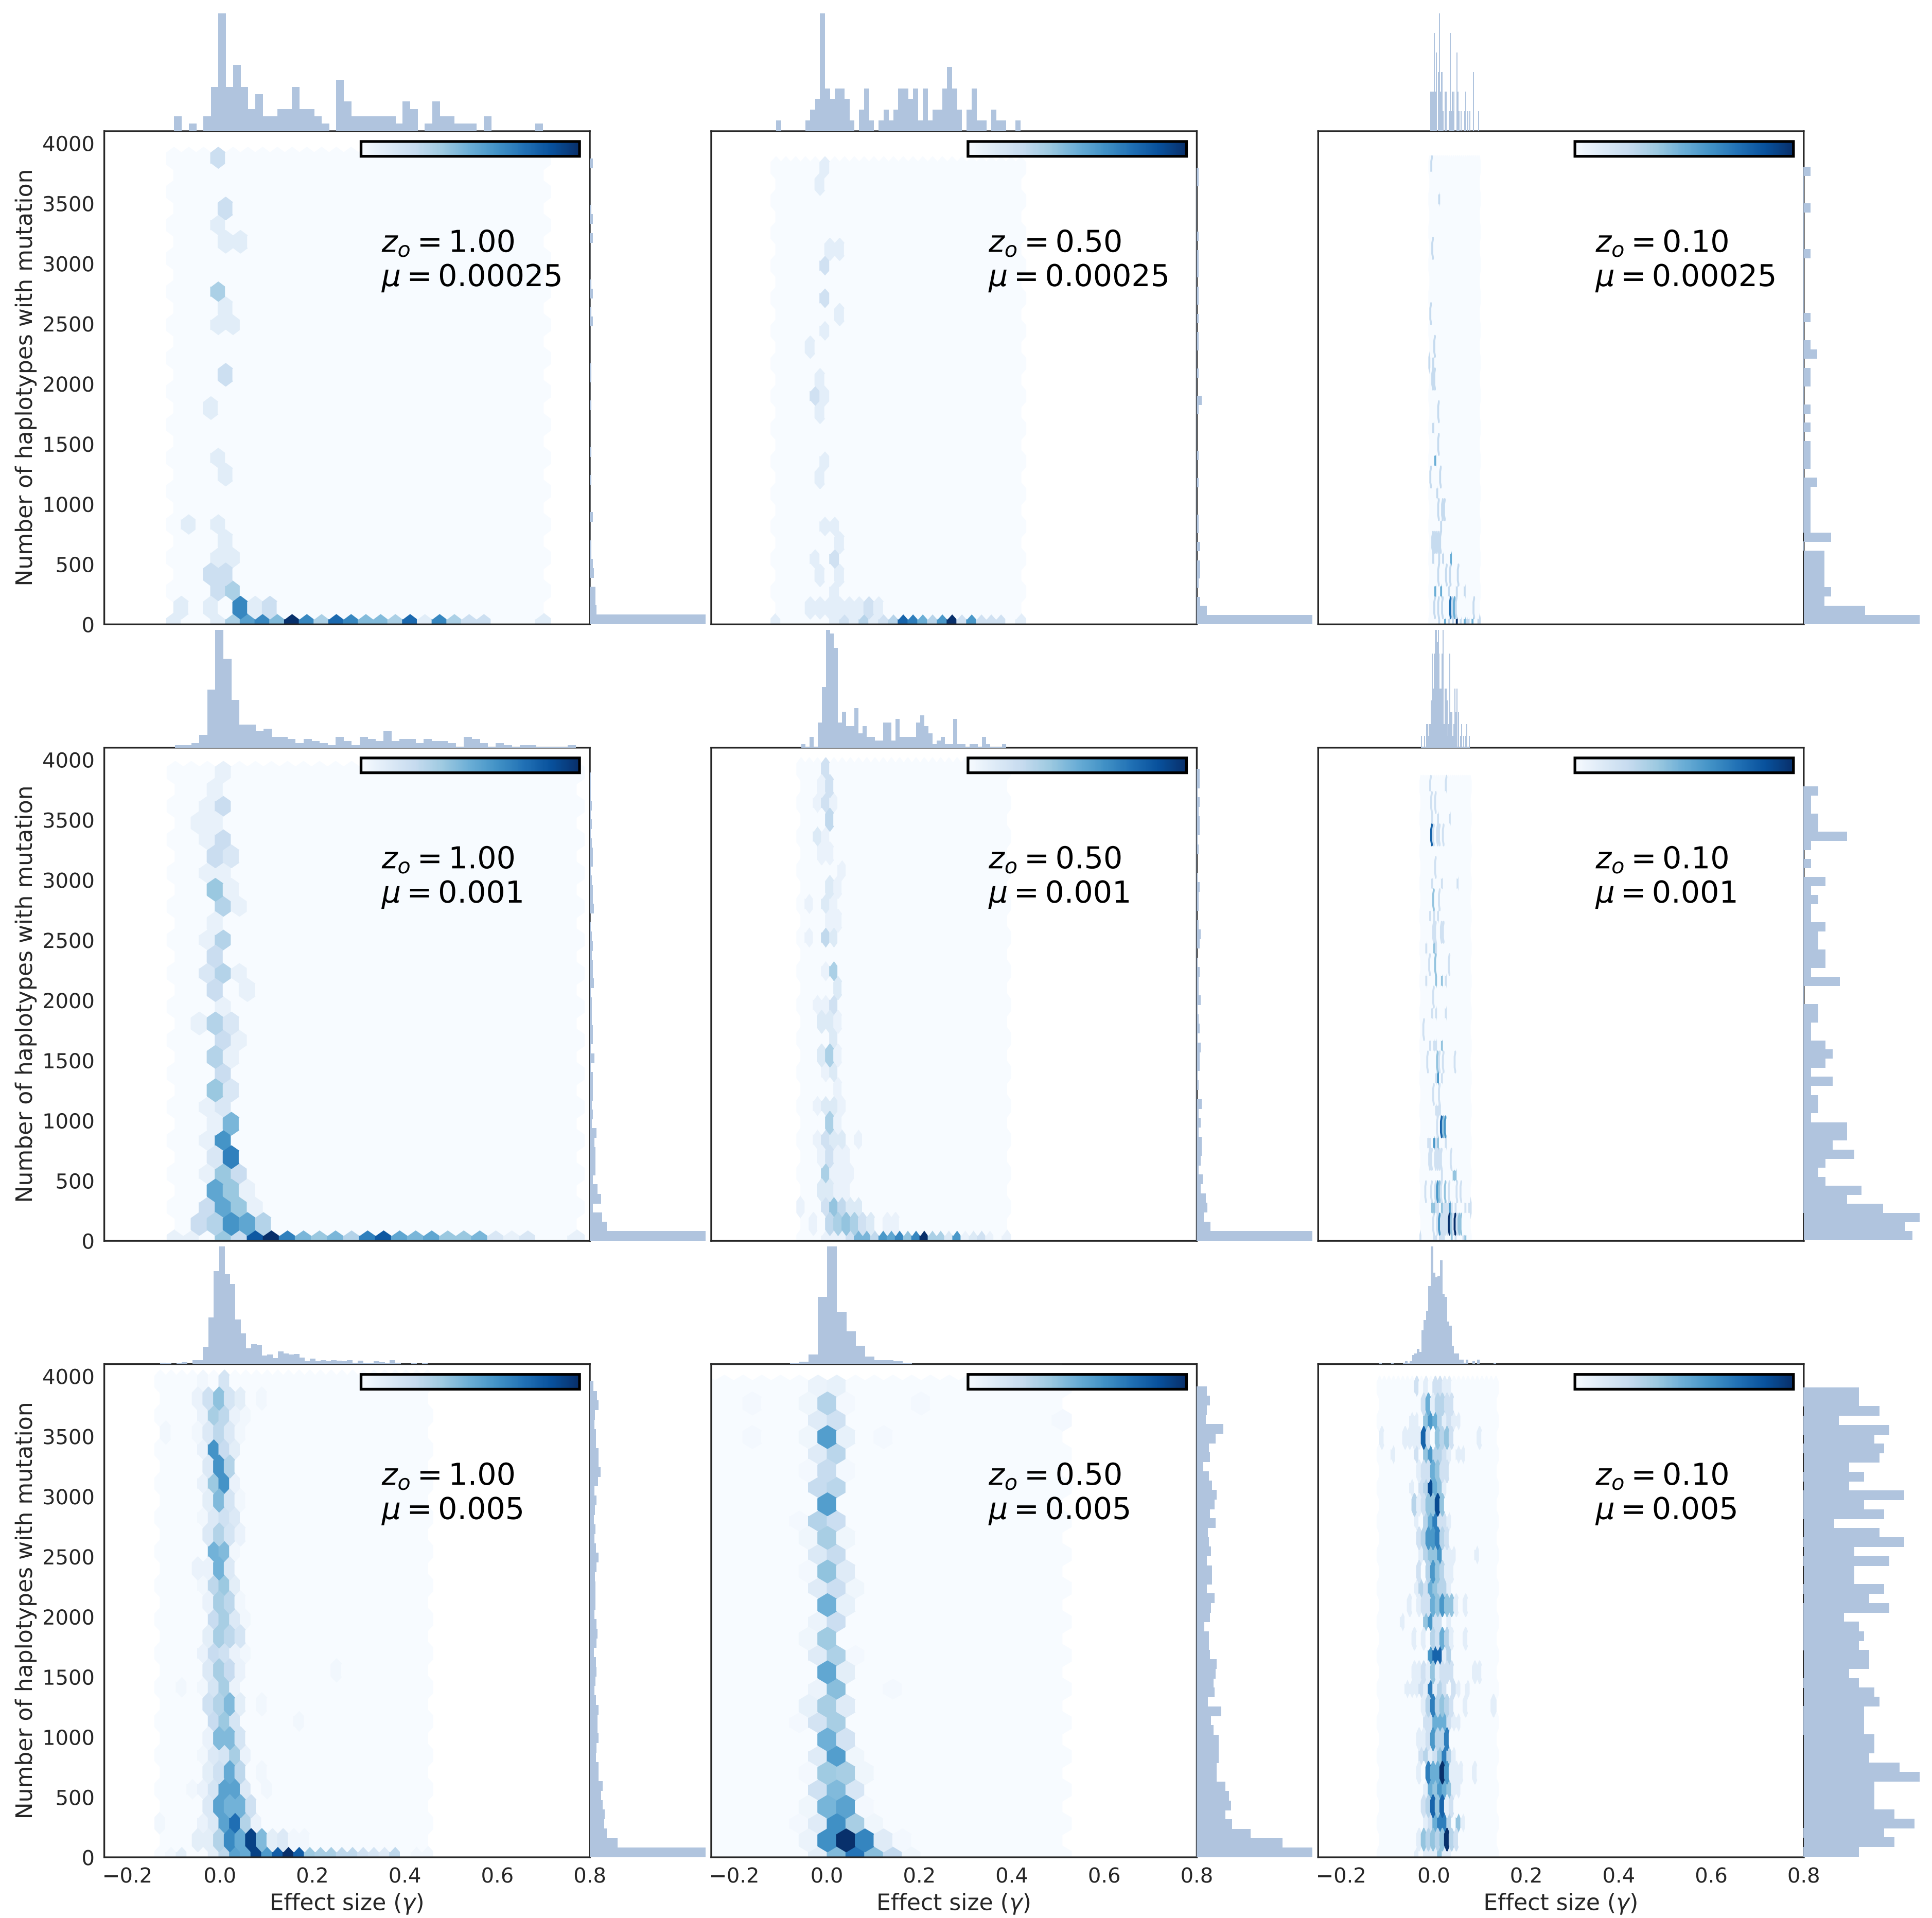 4000
3500
3000
2500
2000
1500
1000
500
0
Number of haplotypes with mutation
z_o = 1.00
μ = 0.00025
z_o = 0.50
μ = 0.00025
z_o = 0.10
μ = 0.00025
4000
3500
3000
2500
2000
1500
1000
500
0
Number of haplotypes with mutation
z_o = 1.00
μ = 0.001
z_o = 0.50
μ = 0.001
z_o = 0.10
μ = 0.001
4000
3500
3000
2500
2000
1500
1000
500
0
Number of haplotypes with mutation
z_o = 1.00
μ = 0.005
z_o = 0.50
μ = 0.005
z_o = 0.10
μ = 0.005
−0.2 0.0 0.2 0.4 0.6 0.8
Effect size (γ)
−0.2 0.0 0.2 0.4 0.6 0.8
Effect size (γ)
−0.2 0.0 0.2 0.4 0.6 0.8
Effect size (γ)